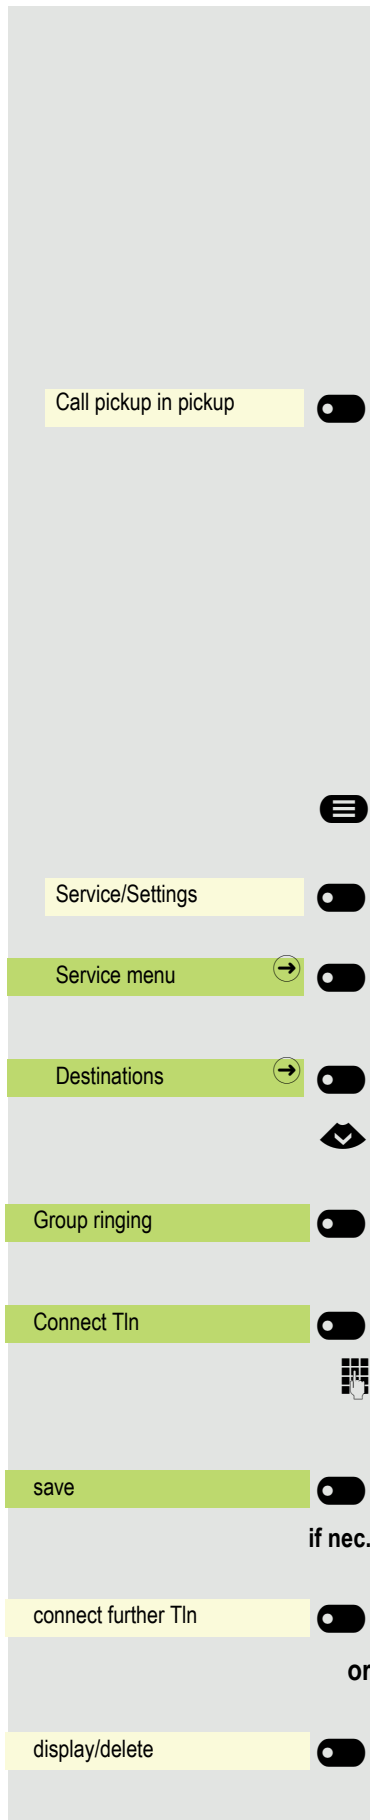 Call pickup in pickup
Service/Settings
Service menu
Destinations
Group ringing
Connect Tln
save
if nec.
connect further Tln
or
display/delete